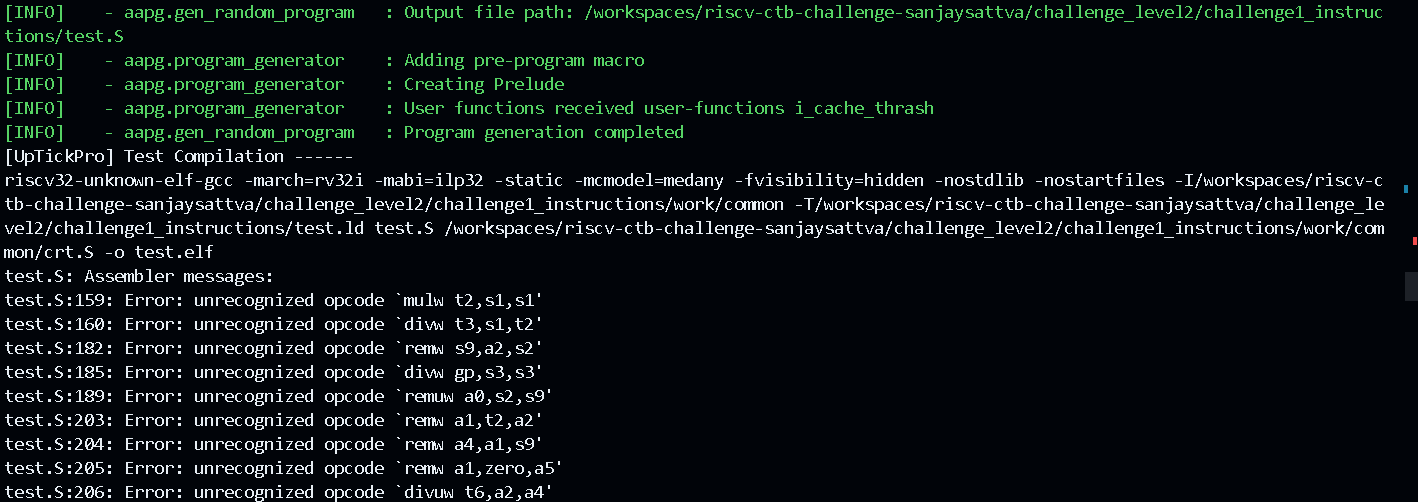 [INFO]    - aapg.gen_random_program   : Output file path: /workspaces/riscv-ctb-challenge-sanjaysattva/challenge_level2/challenge1_instruc
tions/test.S
[INFO]    - aapg.program_generator    : Adding pre-program macro
[INFO]    - aapg.program_generator    : Creating Prelude
[INFO]    - aapg.program_generator    : User functions received user-functions i_cache_thrash
[INFO]    - aapg.gen_random_program   : Program generation completed
[UpTickPro] Test Compilation ------
riscv32-unknown-elf-gcc -march=rv32i -mabi=ilp32 -static -mcmodel=medany -fvisibility=hidden -nostdlib -nostartfiles -I/workspaces/riscv-c
tb-challenge-sanjaysattva/challenge_level2/challenge1_instructions/work/common -T/workspaces/riscv-ctb-challenge-sanjaysattva/challenge_le
vel2/challenge1_instructions/test.ld test.S /workspaces/riscv-ctb-challenge-sanjaysattva/challenge_level2/challenge1_instructions/work/com
mon/crt.S -o test.elf
test.S: Assembler messages:
test.S:159: Error: unrecognized opcode `mulw t2,s1,s1'
test.S:160: Error: unrecognized opcode `divw t3,s1,t2'
test.S:182: Error: unrecognized opcode `remw s9,a2,s2'
test.S:185: Error: unrecognized opcode `divw gp,s3,s3'
test.S:189: Error: unrecognized opcode `remuw a0,s2,s9'
test.S:203: Error: unrecognized opcode `remw a1,t2,a2'
test.S:204: Error: unrecognized opcode `remw a4,a1,s9'
test.S:205: Error: unrecognized opcode `remw a1,zero,a5'
test.S:206: Error: unrecognized opcode `divuw t6,a2,a4'